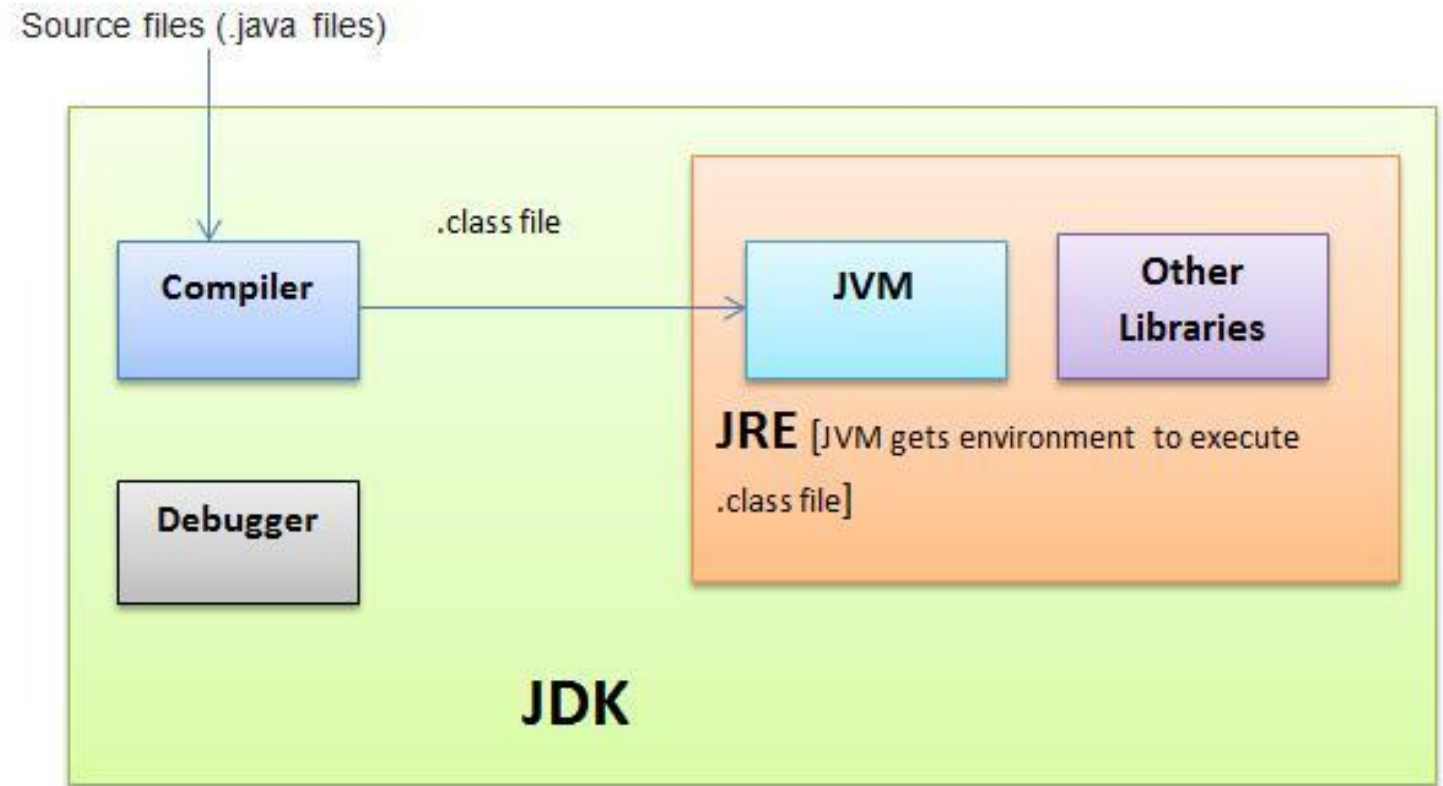 Source files (.java files)
.class file
Compiler
JVM
Other
Libraries
JRE [JVM gets environment to execute
.class file]
Debugger
JDK